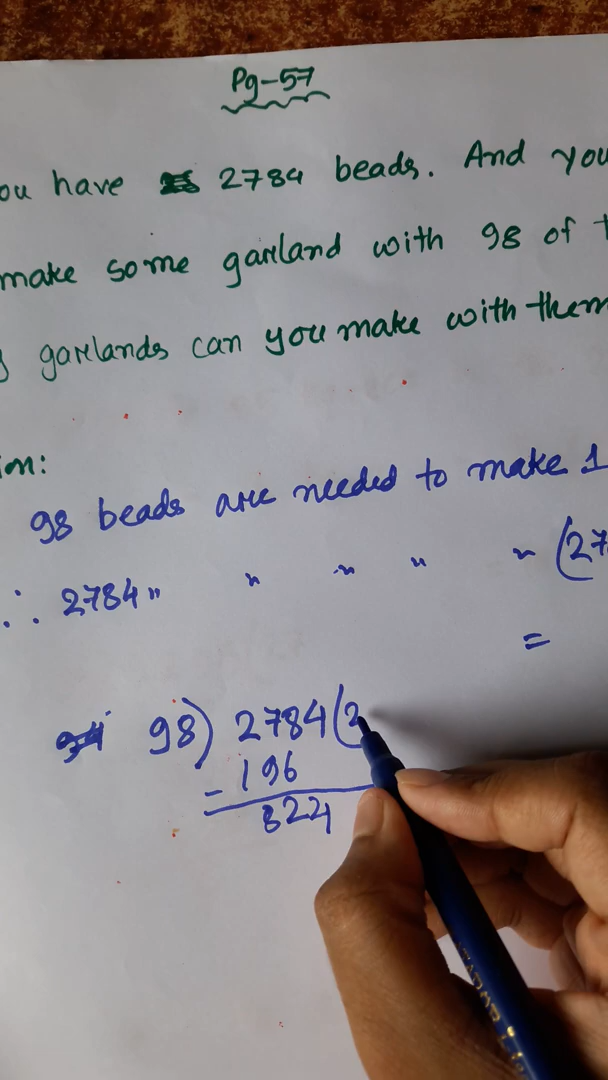 Pg-57
ou have 2784 beads. And you
make some garland with 98 of t
g garlands can you make with them
ion:
98 beads are needed to make 1
∴ 2784 " " " " " (27
=
98) 2784 (2
- 196
824